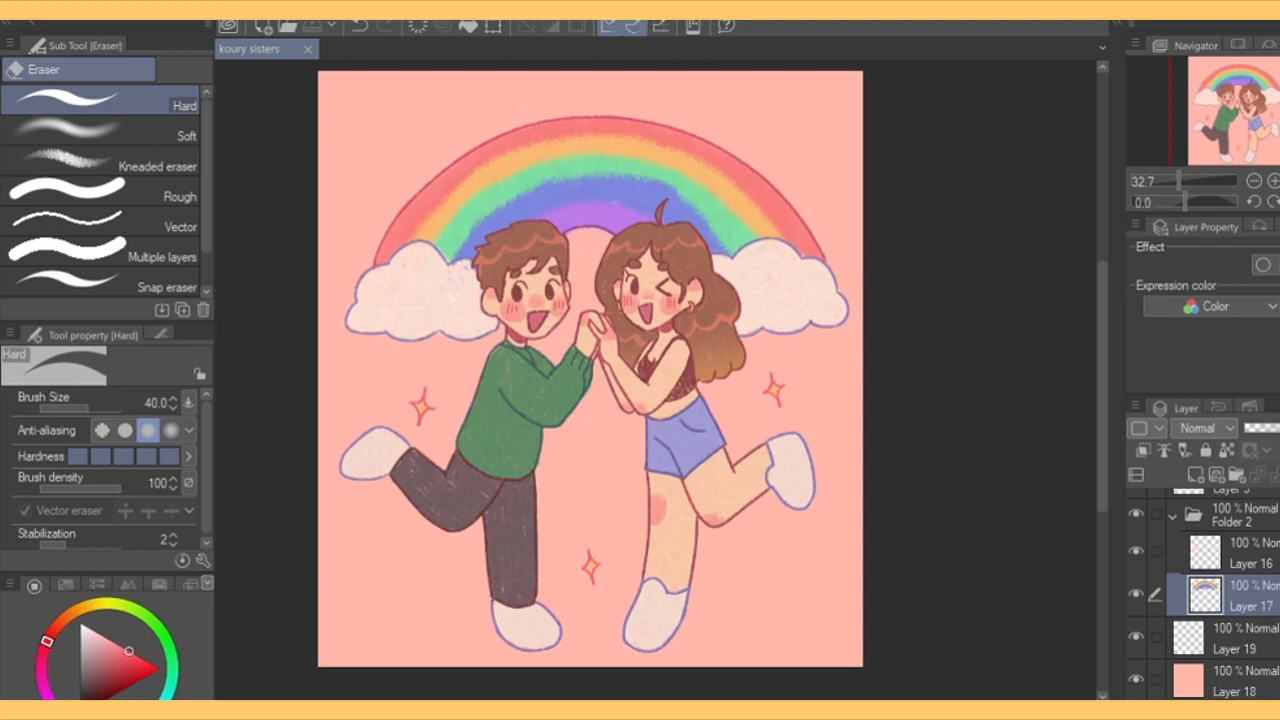 Sub Tool [Eraser]
koury sisters
Navigator
Eraser
Hard
Soft
Kneaded eraser
Rough
Vector
Multiple layers
Snap eraser
32.7
0.0
Layer Property
Effect
Expression color
Color
Tool property [Hard]
Hard
Brush Size
40.0
Anti-aliasing
Hardness
Brush density
100
Vector eraser
Stabilization
2
Layer
Normal
100 % Normal
Folder 2
100 % Nor
Layer 16
100 % Nor
Layer 17
100 % Normal
Layer 19
100 % Normal
Layer 18